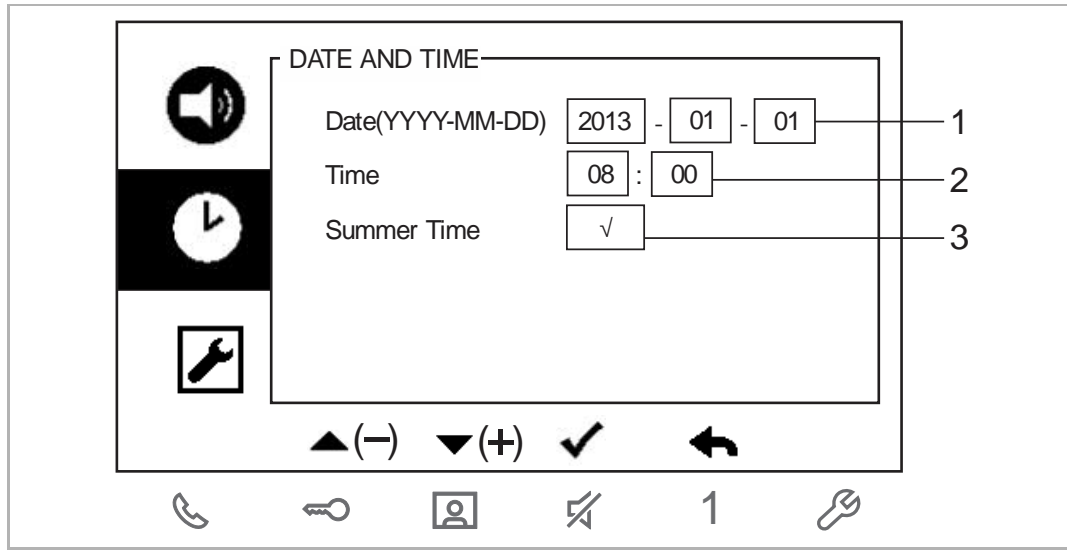 DATE AND TIME
Date(YYYY-MM-DD) 2013 - 01 - 01 1
Time 08 : 00 2
Summer Time √ 3
(−) (+)
1